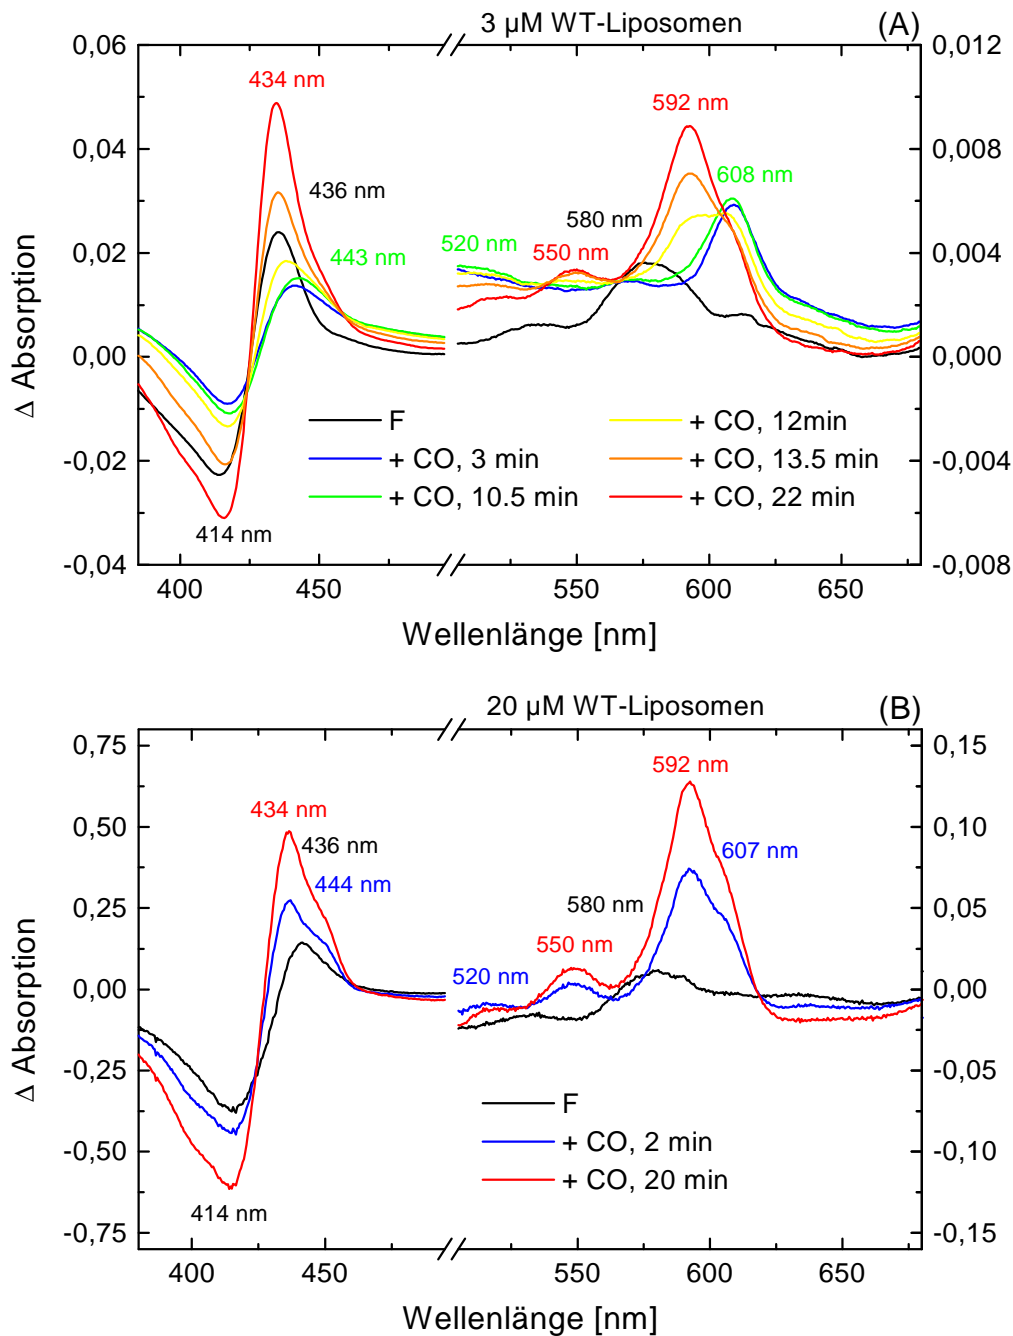 3 µM WT-Liposomen
(A)
0,06
0,04
0,02
0,00
-0,02
-0,04
0,012
0,008
0,004
0,000
-0,004
-0,008
434 nm
436 nm
443 nm
414 nm
520 nm
550 nm
580 nm
592 nm
608 nm
F
+ CO, 3 min
+ CO, 10.5 min
+ CO, 12min
+ CO, 13.5 min
+ CO, 22 min
400 450 550 600 650
Δ Absorption
Wellenlänge [nm]
20 µM WT-Liposomen
(B)
0,75
0,50
0,25
0,00
-0,25
-0,50
-0,75
0,15
0,10
0,05
0,00
-0,05
-0,10
-0,15
434 nm
436 nm
444 nm
414 nm
520 nm
550 nm
580 nm
592 nm
607 nm
F
+ CO, 2 min
+ CO, 20 min
400 450 550 600 650
Δ Absorption
Wellenlänge [nm]